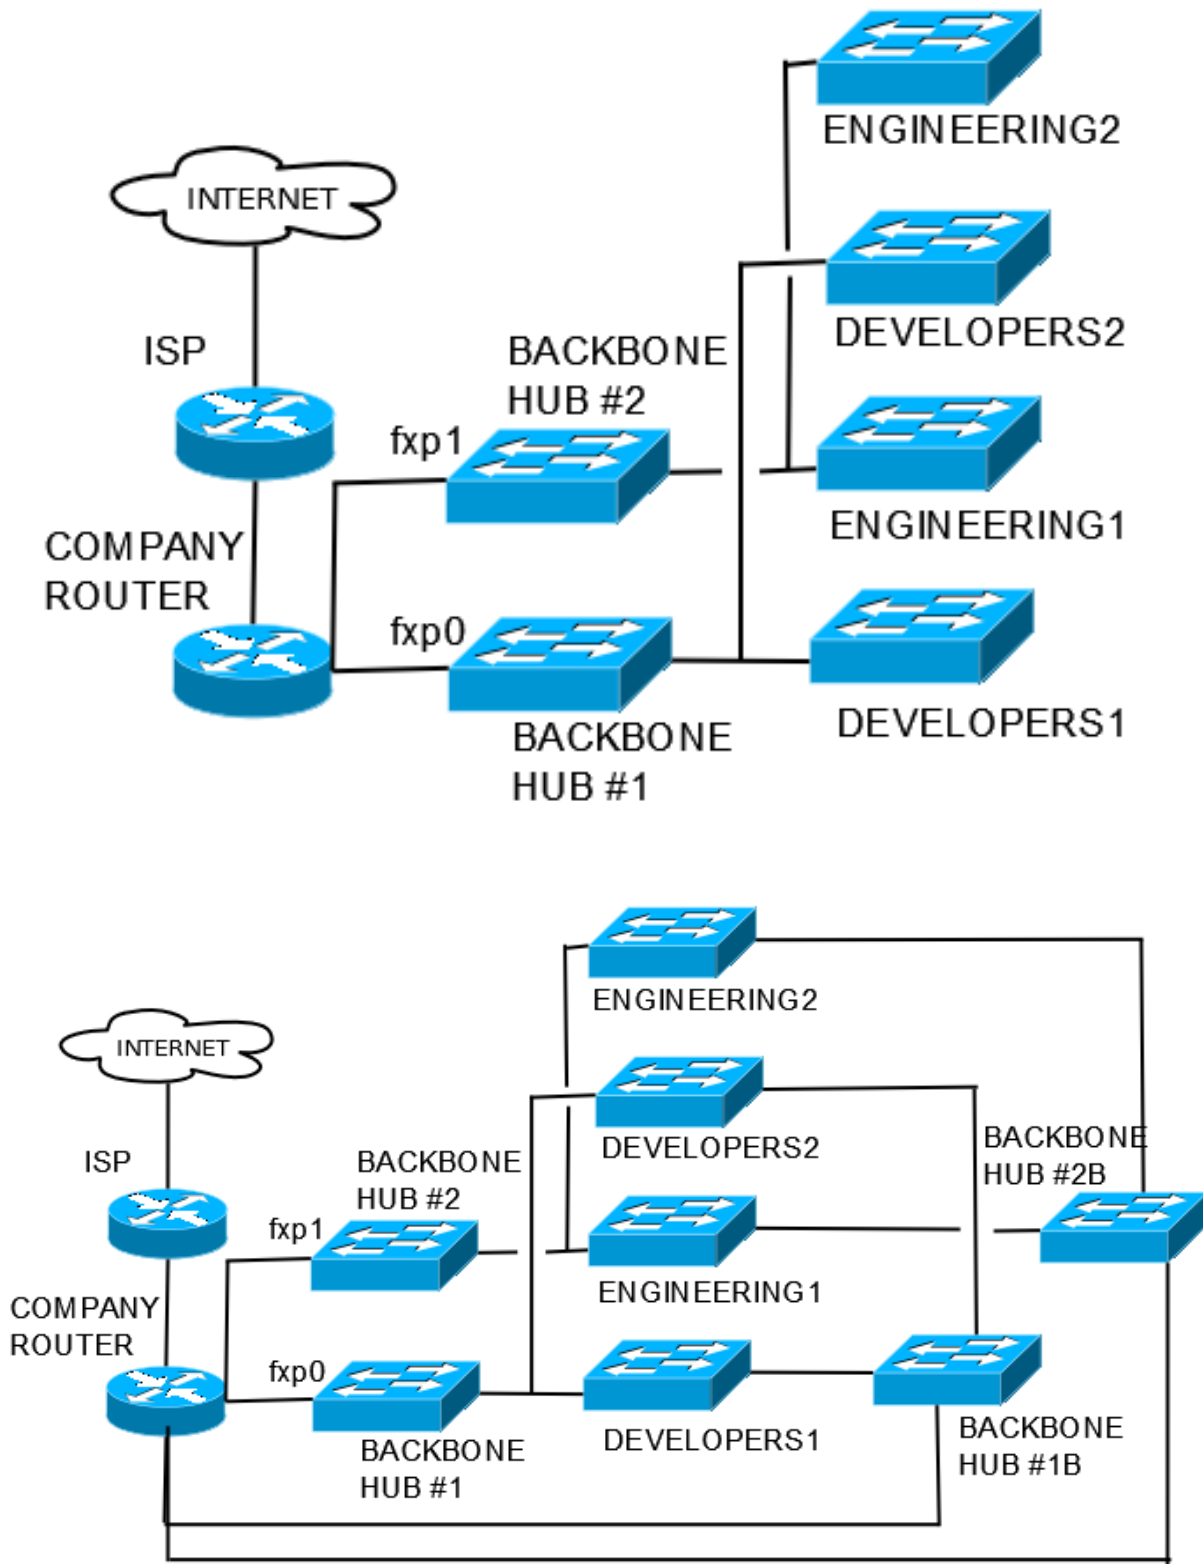 ENGINEERING2
INTERNET
DEVELOPERS2
ISP
BACKBONE
HUB #2
fxp1
ENGINEERING1
COMPANY
ROUTER
fxp0
DEVELOPERS1
BACKBONE
HUB #1
ENGINEERING2
INTERNET
DEVELOPERS2
BACKBONE
HUB #2B
ISP
BACKBONE
HUB #2
fxp1
ENGINEERING1
COMPANY
ROUTER
fxp0
DEVELOPERS1
BACKBONE
HUB #1B
BACKBONE
HUB #1